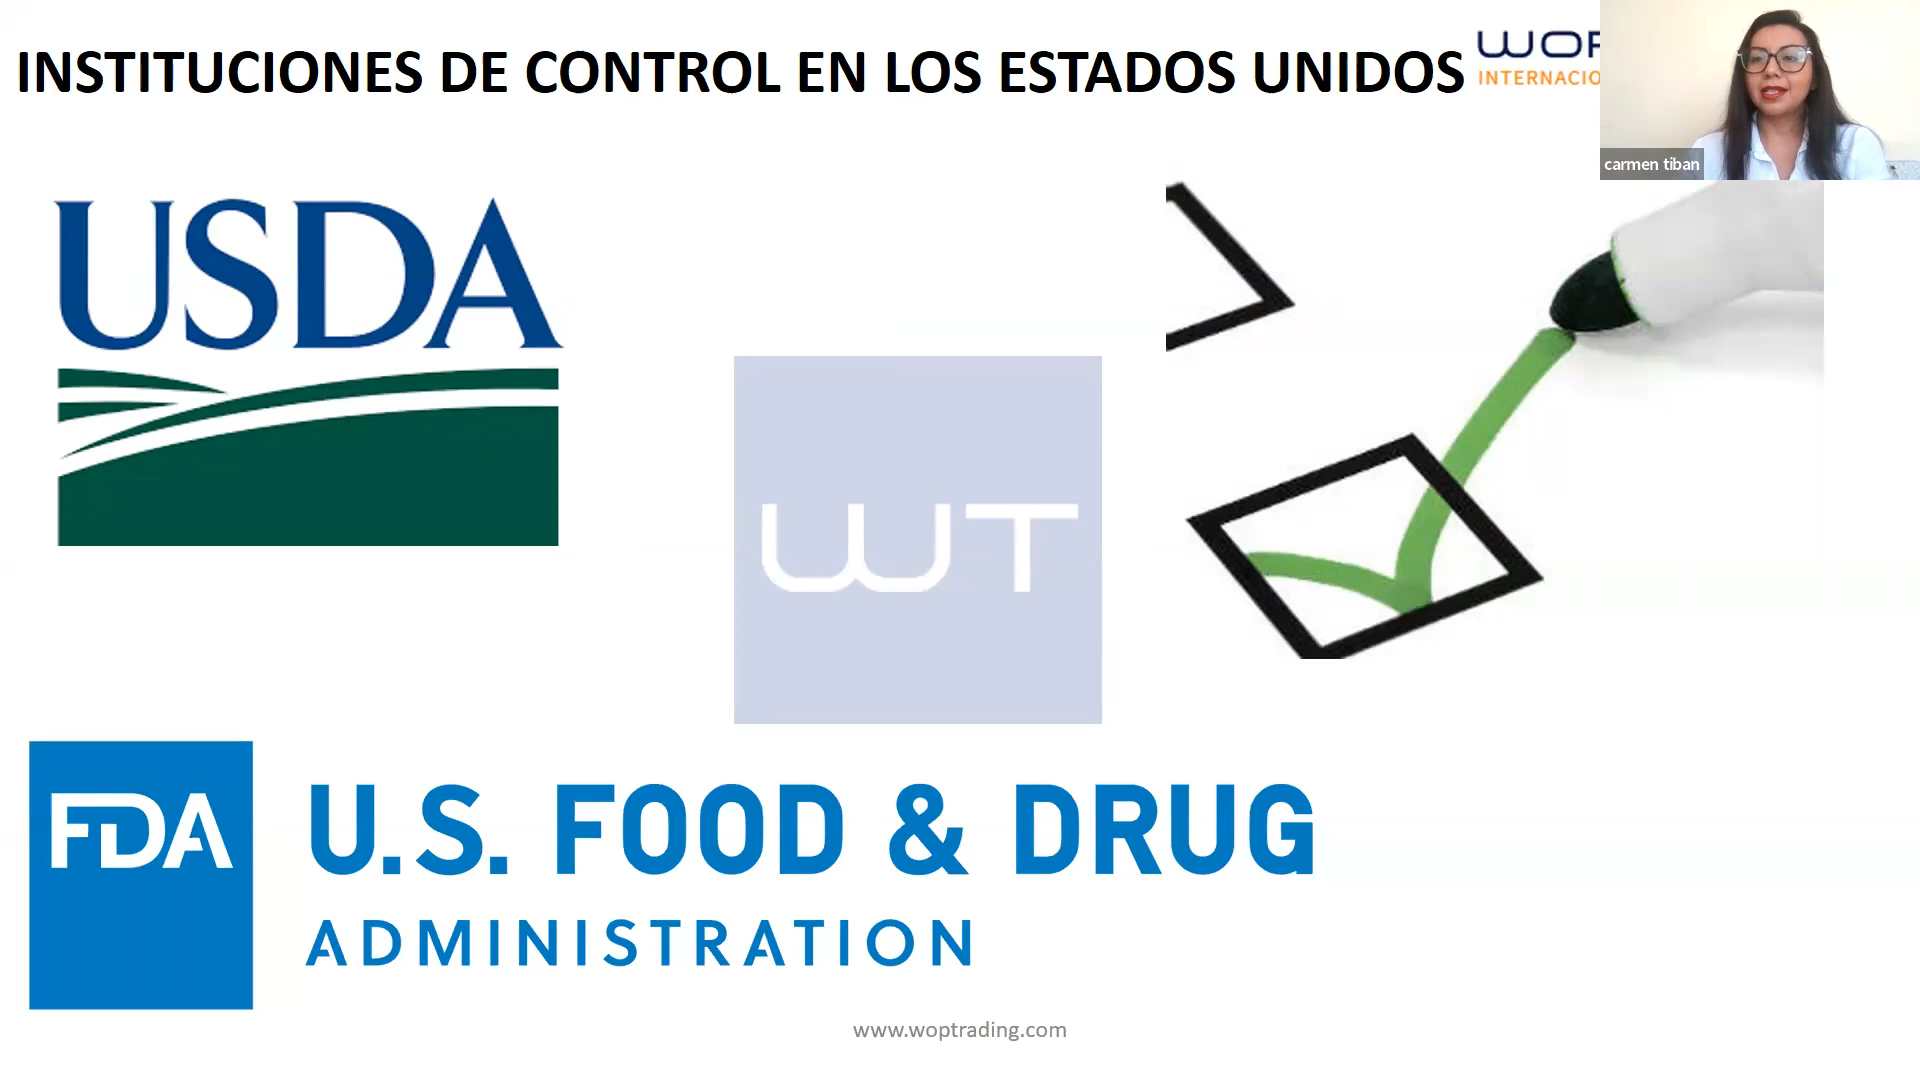 INSTITUCIONES DE CONTROL EN LOS ESTADOS UNIDOS
carmen tiban
USDA
WT
FDA
U.S. FOOD & DRUG
ADMINISTRATION
www.woptrading.com